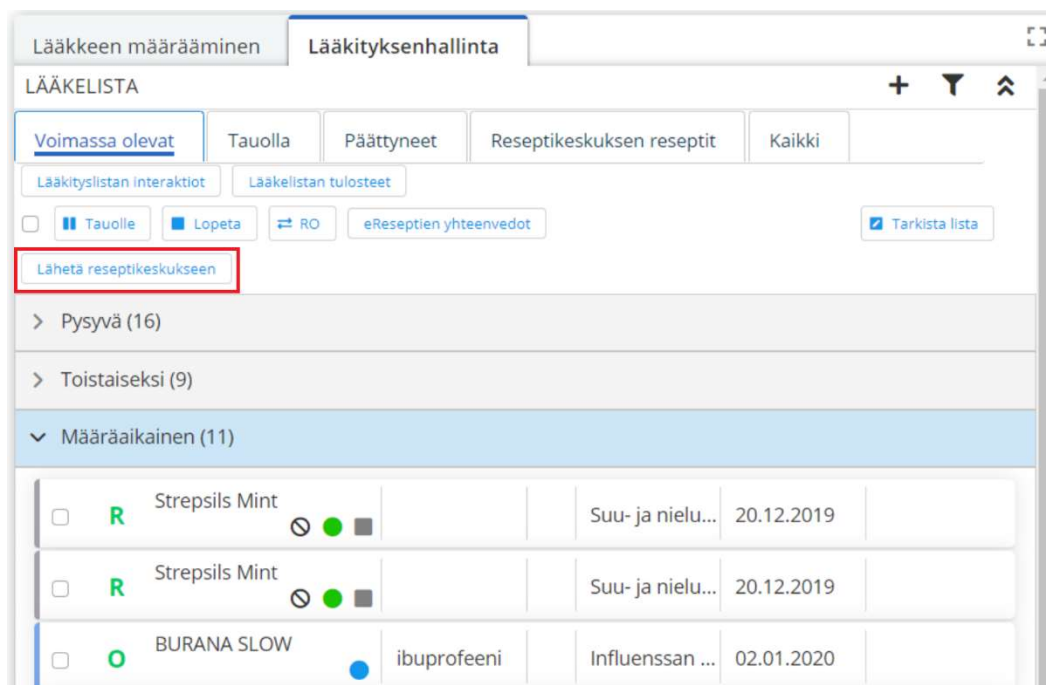 Lääkkeen määrääminen Lääkityksenhallinta
LÄÄKELISTA
Voimassa olevat Tauolla Päättyneet Reseptikeskuksen reseptit Kaikki
Lääkityslistan interaktiot Lääkelistan tulosteet
Tauolle Lopeta RO eReseptien yhteenvedot Tarkista lista
Lähetä reseptikeskukseen
Pysyvä (16)
Toistaiseksi (9)
Määräaikainen (11)
R Strepsils Mint Suu- ja nielu... 20.12.2019
R Strepsils Mint Suu- ja nielu... 20.12.2019
O BURANA SLOW ibuprofeeni Influenssan ... 02.01.2020